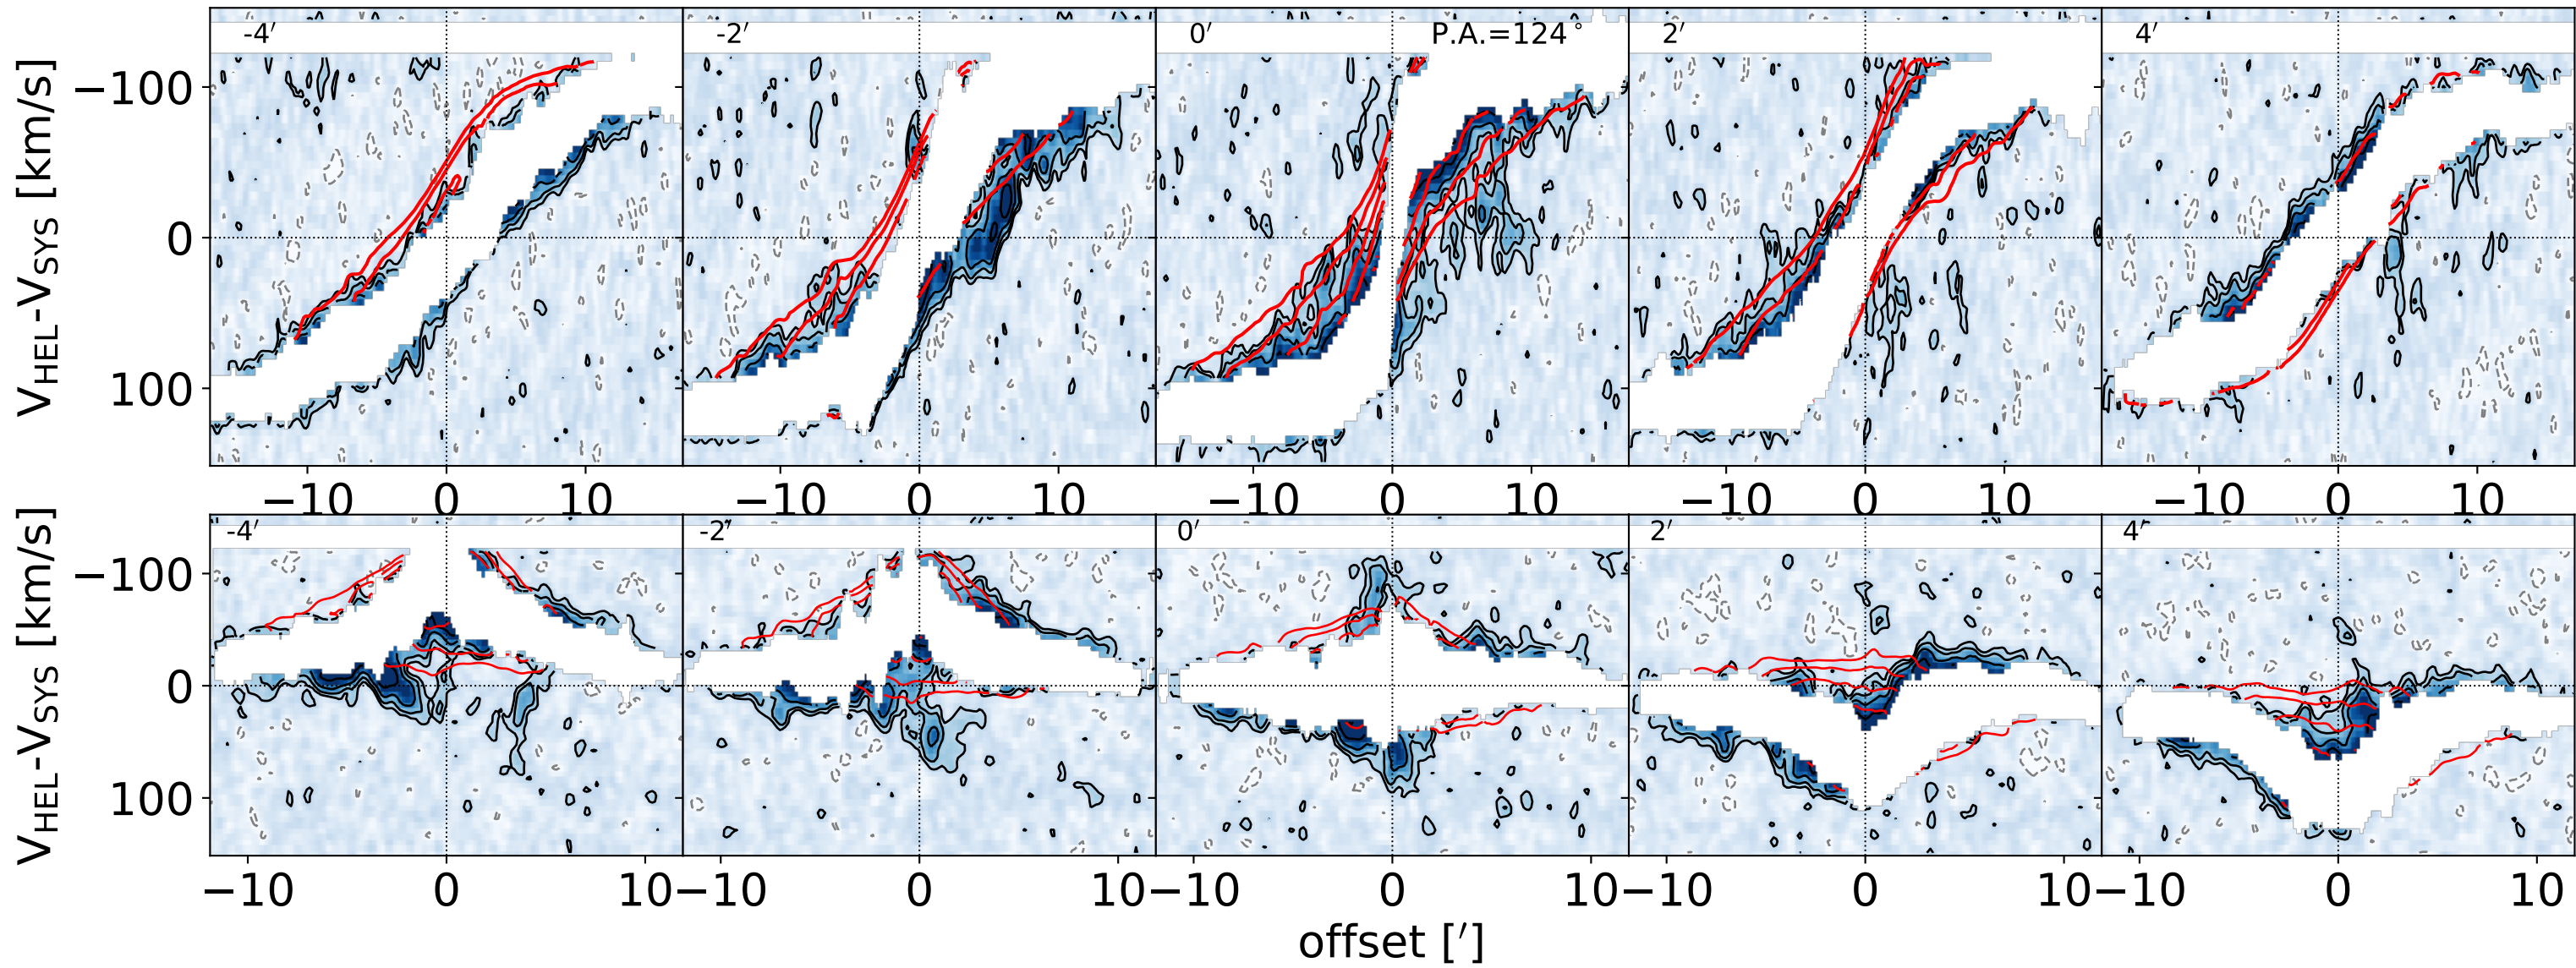 -4′ -2′ 0′ P.A.=124° 2′ 4′
V_HEL-V_SYS [km/s]
−100
0
100
−10 0 10 −10 0 10 −10 0 10 −10 0 10 −10 0 10
-4′ -2′ 0′ 2′ 4′
V_HEL-V_SYS [km/s]
−100
0
100
−10 0 10 −10 0 10 −10 0 10 −10 0 10 −10 0 10
offset [′]